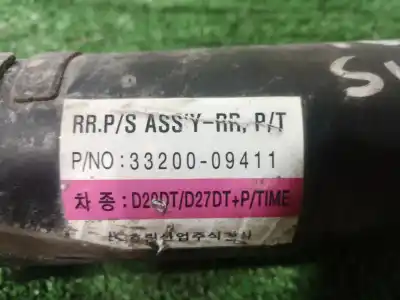 RR.P/S ASS'Y-RR, P/T
P/NO:33200-09411
차 종: D20DT/D27DT+P/TIME